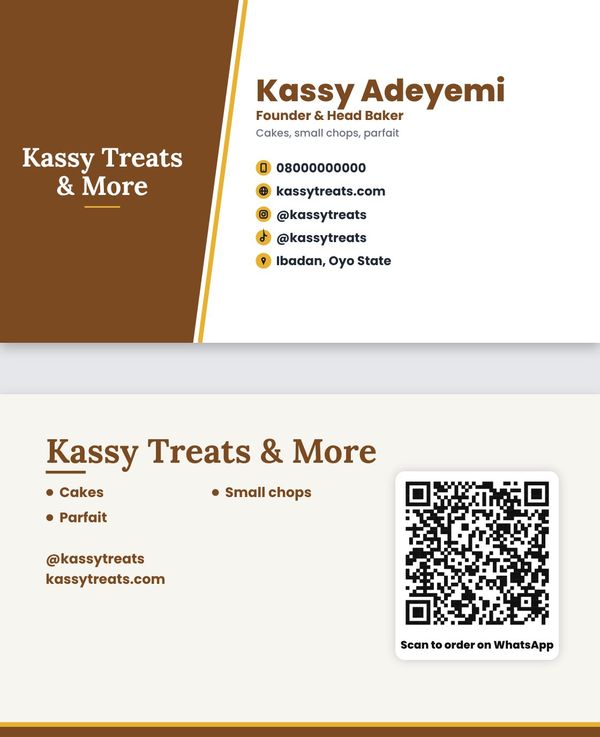 Kassy Treats
& More
Kassy Adeyemi
Founder & Head Baker
Cakes, small chops, parfait
08000000000
kassytreats.com
@kassytreats
@kassytreats
Ibadan, Oyo State
Kassy Treats & More
Cakes
Small chops
Parfait
@kassytreats
kassytreats.com
Scan to order on WhatsApp